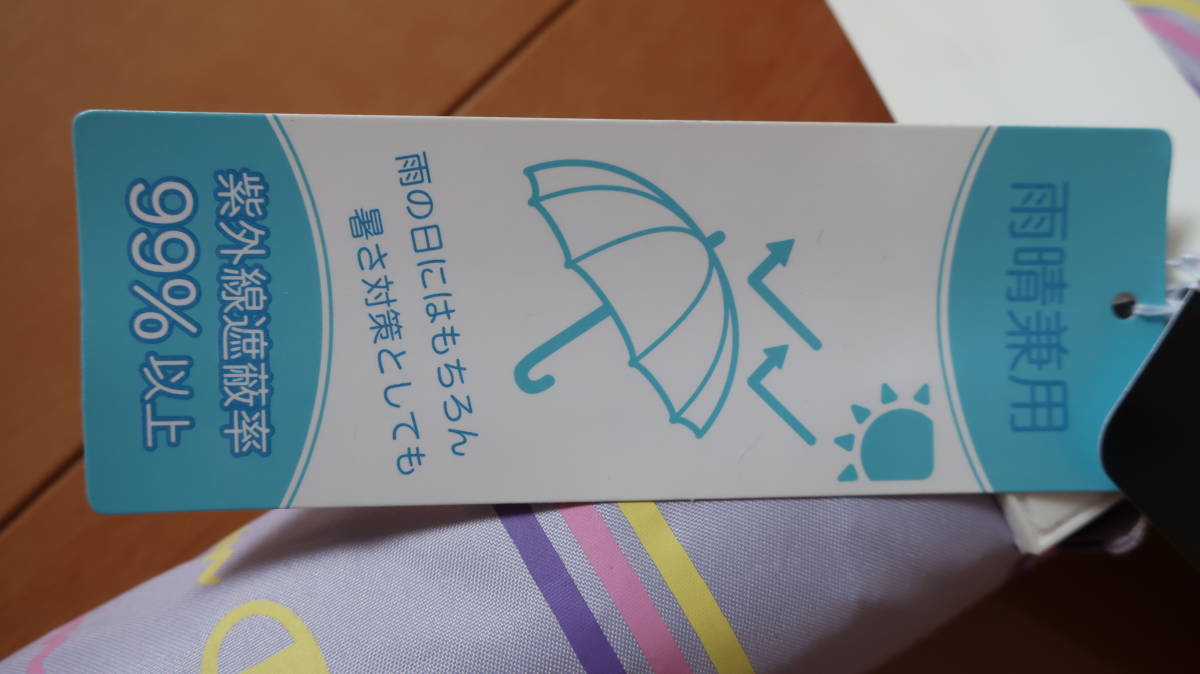 雨晴兼用
雨の日にはもちろん
暑さ対策としても
紫外線遮蔽率
99%以上